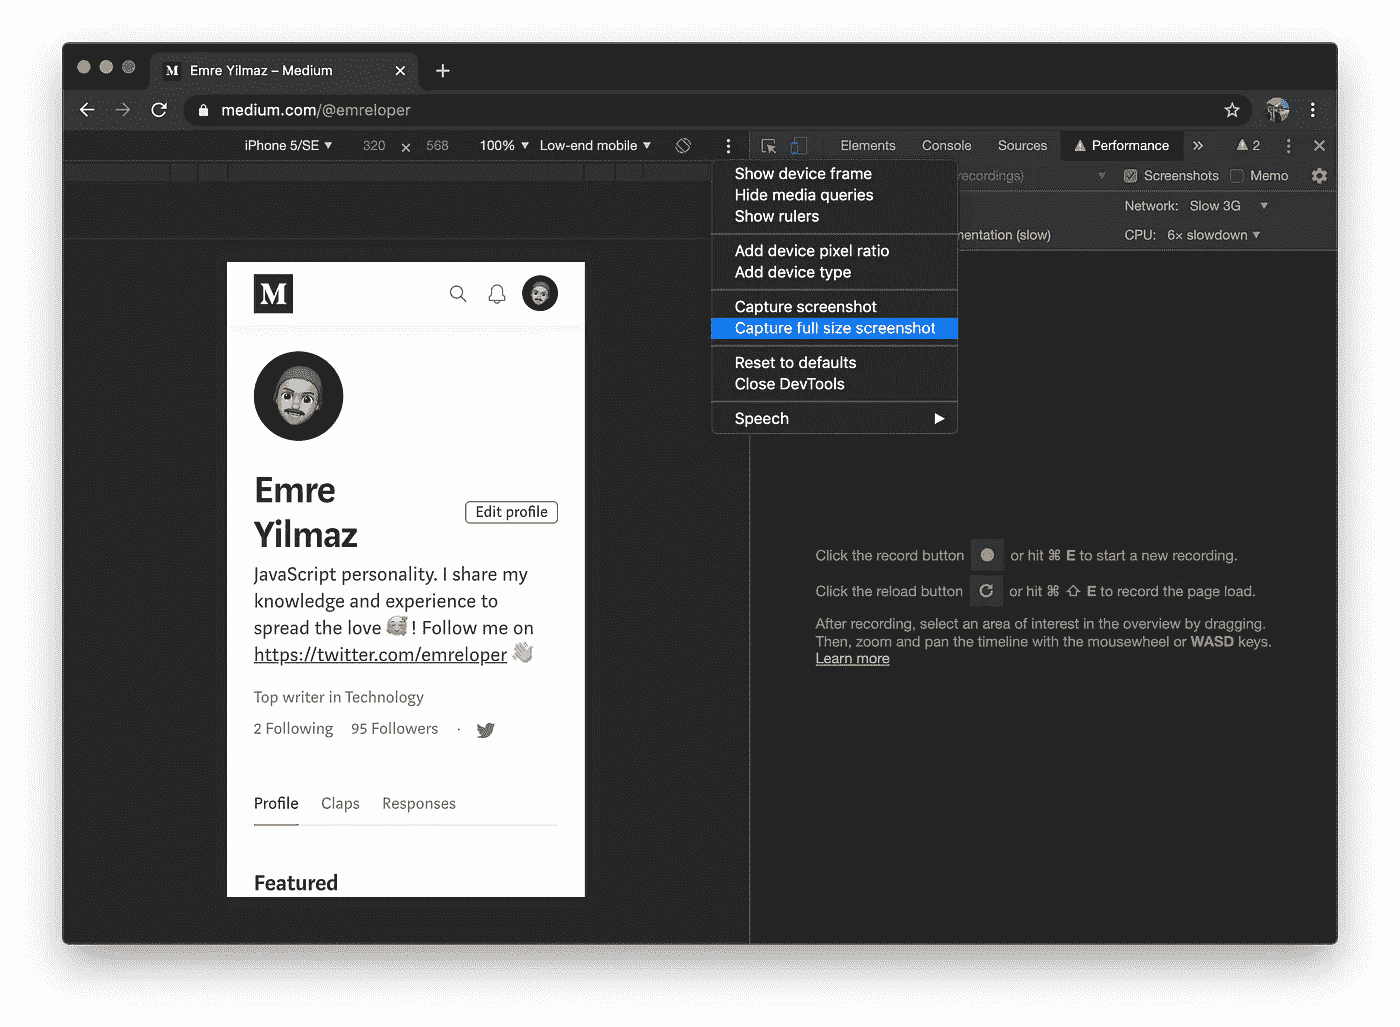 M Emre Yilmaz – Medium
medium.com/@emreloper
iPhone 5/SE 320 × 568 100% Low-end mobile
Elements Console Sources Performance » 2
Show device frame
Hide media queries
Show rulers
Add device pixel ratio
Add device type
Capture screenshot
Capture full size screenshot
Reset to defaults
Close DevTools
Speech
recordings) Screenshots Memo
Network: Slow 3G
mentation (slow) CPU: 6× slowdown
M
Emre
Yilmaz
Edit profile
JavaScript personality. I share my
knowledge and experience to
spread the love 🥰 ! Follow me on
https://twitter.com/emreloper 👋
Top writer in Technology
2 Following 95 Followers ·
Profile Claps Responses
Featured
Click the record button or hit ⌘ E to start a new recording.
Click the reload button or hit ⌘ ⇧ E to record the page load.
After recording, select an area of interest in the overview by dragging.
Then, zoom and pan the timeline with the mousewheel or WASD keys.
Learn more